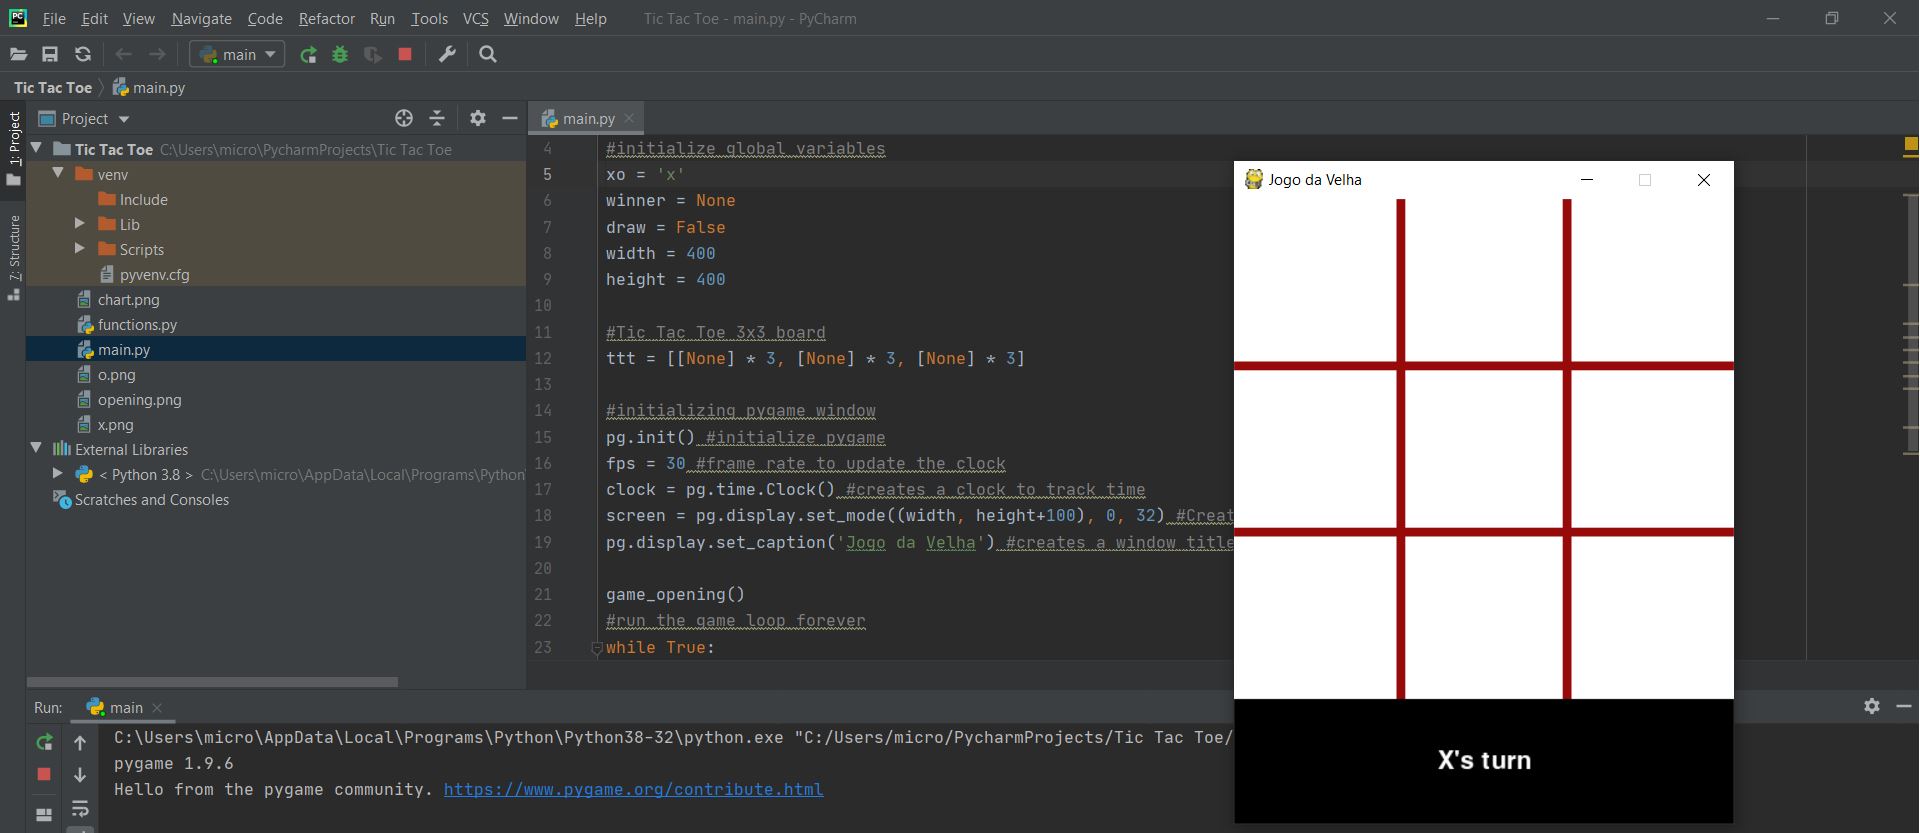 File Edit View Navigate Code Refactor Run Tools VCS Window Help Tic Tac Toe - main.py - PyCharm
main
Tic Tac Toe main.py
1: Project
Z: Structure
Project
Tic Tac Toe C:\Users\micro\PycharmProjects\Tic Tac Toe
venv
Include
Lib
Scripts
pyvenv.cfg
chart.png
functions.py
main.py
o.png
opening.png
x.png
External Libraries
< Python 3.8 > C:\Users\micro\AppData\Local\Programs\Python\
Scratches and Consoles
main.py
4 #initialize global variables
5 xo = 'x'
6 winner = None
7 draw = False
8 width = 400
9 height = 400
10
11 #Tic Tac Toe 3x3 board
12 ttt = [[None] * 3, [None] * 3, [None] * 3]
13
14 #initializing pygame window
15 pg.init() #initialize pygame
16 fps = 30 #frame rate to update the clock
17 clock = pg.time.Clock() #creates a clock to track time
18 screen = pg.display.set_mode((width, height+100), 0, 32) #Creat
19 pg.display.set_caption('Jogo da Velha') #creates a window title
20
21 game_opening()
22 #run the game loop forever
23 while True:
Jogo da Velha
X's turn
Run: main
C:\Users\micro\AppData\Local\Programs\Python\Python38-32\python.exe "C:/Users/micro/PycharmProjects/Tic Tac Toe/
pygame 1.9.6
Hello from the pygame community. https://www.pygame.org/contribute.html